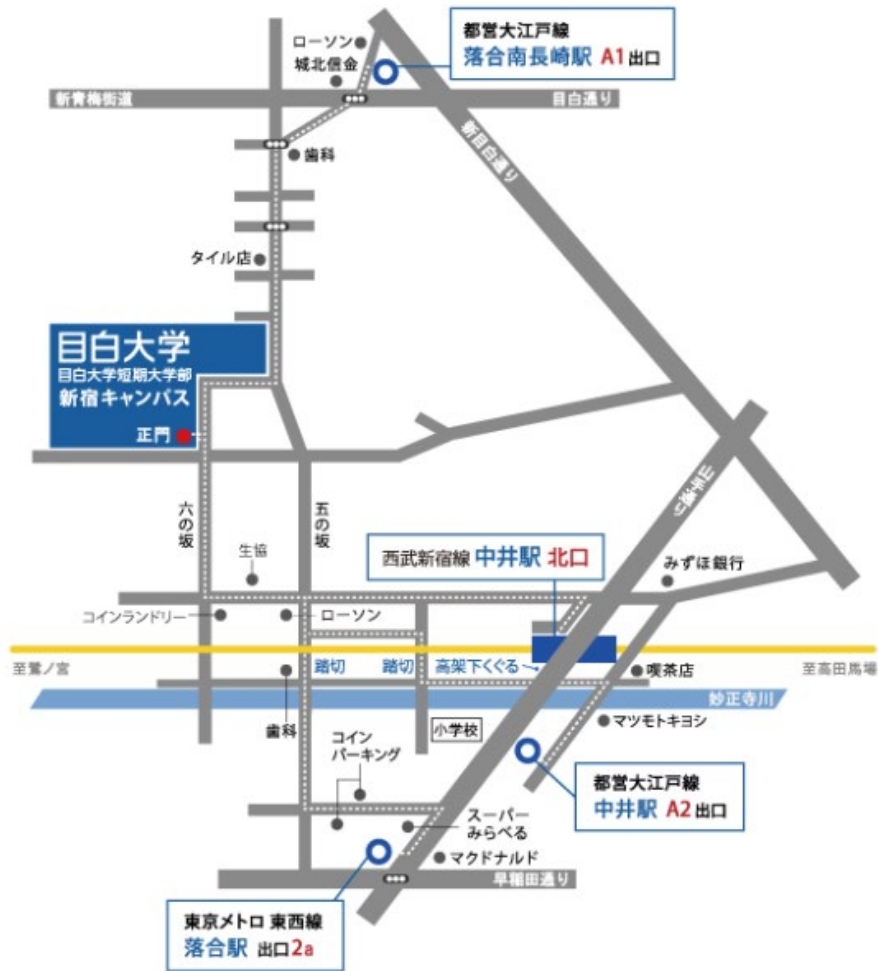 都営大江戸線
落合南長崎駅 A1出口
ローソン
城北信金
新青梅街道
目白通り
新目白通り
歯科
タイル店
目白大学
目白大学短期大学部
新宿キャンパス
正門
六の坂
五の坂
山手通り
生協
西武新宿線 中井駅 北口
みずほ銀行
コインランドリー
ローソン
至鷺ノ宮
踏切
踏切
高架下くぐる→
喫茶店
至高田馬場
妙正寺川
歯科
コイン
パーキング
小学校
マツモトキヨシ
都営大江戸線
中井駅 A2出口
スーパー
みらべる
マクドナルド
早稲田通り
東京メトロ 東西線
落合駅 出口2a